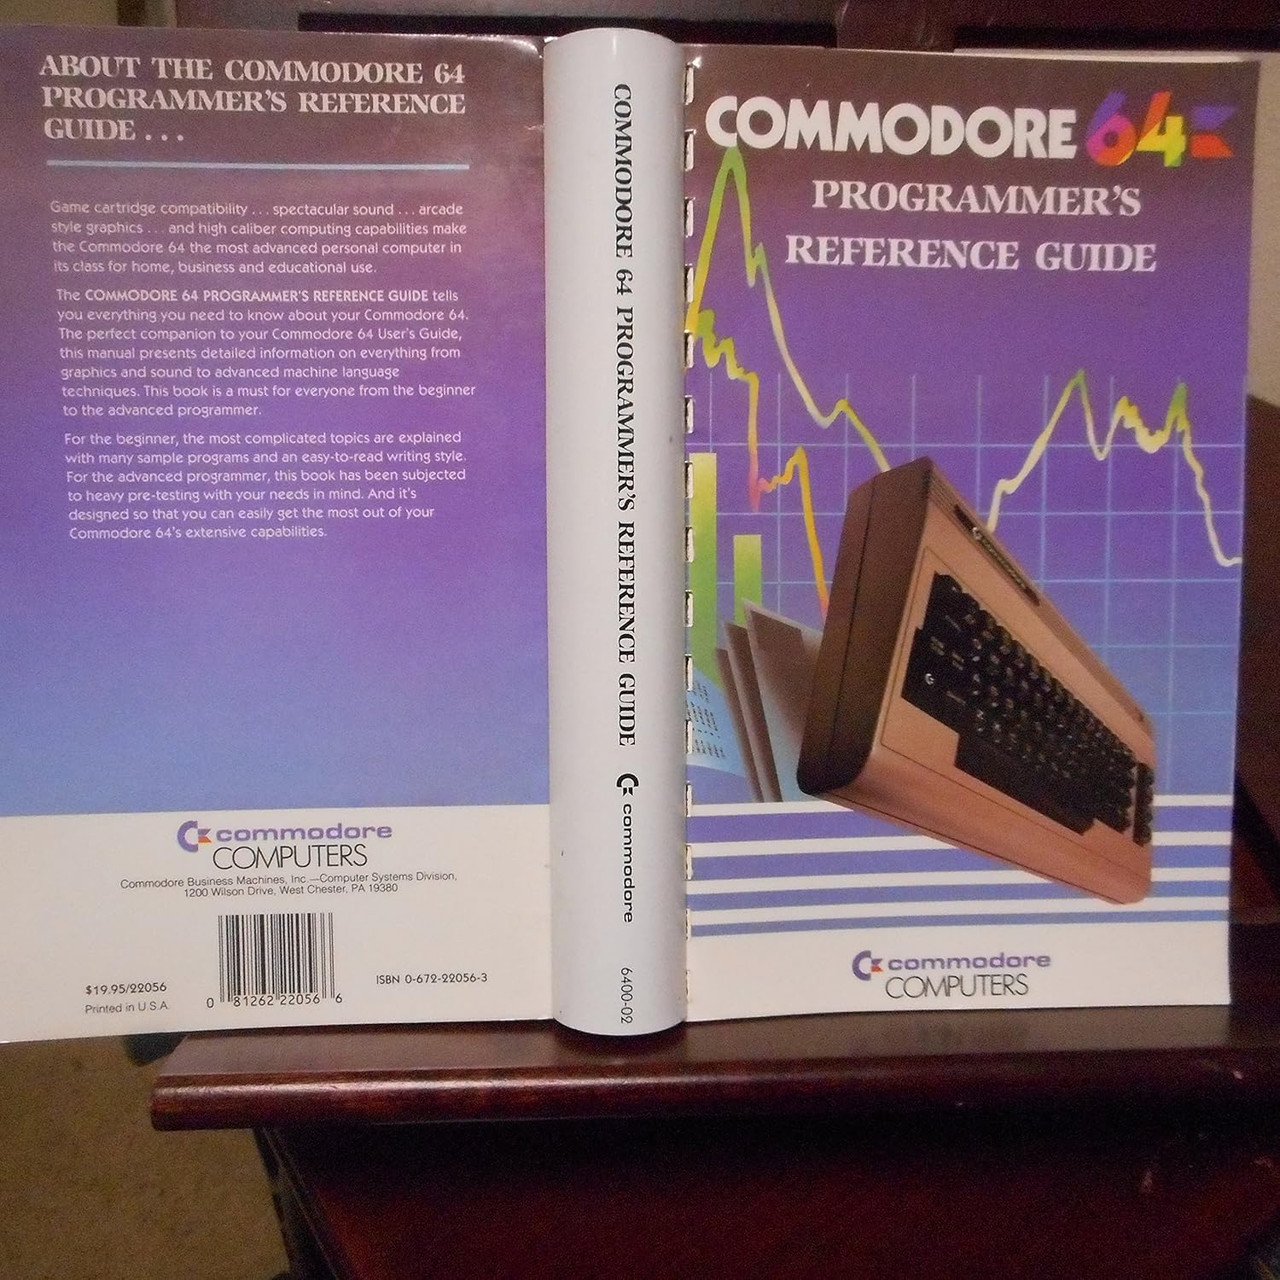 ABOUT THE COMMODORE 64
PROGRAMMER'S REFERENCE
GUIDE . . .
Game cartridge compatibility . . . spectacular sound . . . arcade
style graphics . . . and high caliber computing capabilities make
the Commodore 64 the most advanced personal computer in
its class for home, business and educational use.
The COMMODORE 64 PROGRAMMER'S REFERENCE GUIDE tells
you everything you need to know about your Commodore 64.
The perfect companion to your Commodore 64 User's Guide,
this manual presents detailed information on everything from
graphics and sound to advanced machine language
techniques. This book is a must for everyone from the beginner
to the advanced programmer.
For the beginner, the most complicated topics are explained
with many sample programs and an easy-to-read writing style.
For the advanced programmer, this book has been subjected
to heavy pre-testing with your needs in mind. And it's
designed so that you can easily get the most out of your
Commodore 64's extensive capabilities.
commodore
COMPUTERS
Commodore Business Machines, Inc.—Computer Systems Division,
1200 Wilson Drive, West Chester, PA 19380
$19.95/22056
Printed in U.S.A.
0 81262 22056 6
ISBN 0-672-22056-3
COMMODORE 64 PROGRAMMER'S REFERENCE GUIDE commodore 6400-02
COMMODORE 64
PROGRAMMER'S
REFERENCE GUIDE
commodore
COMPUTERS